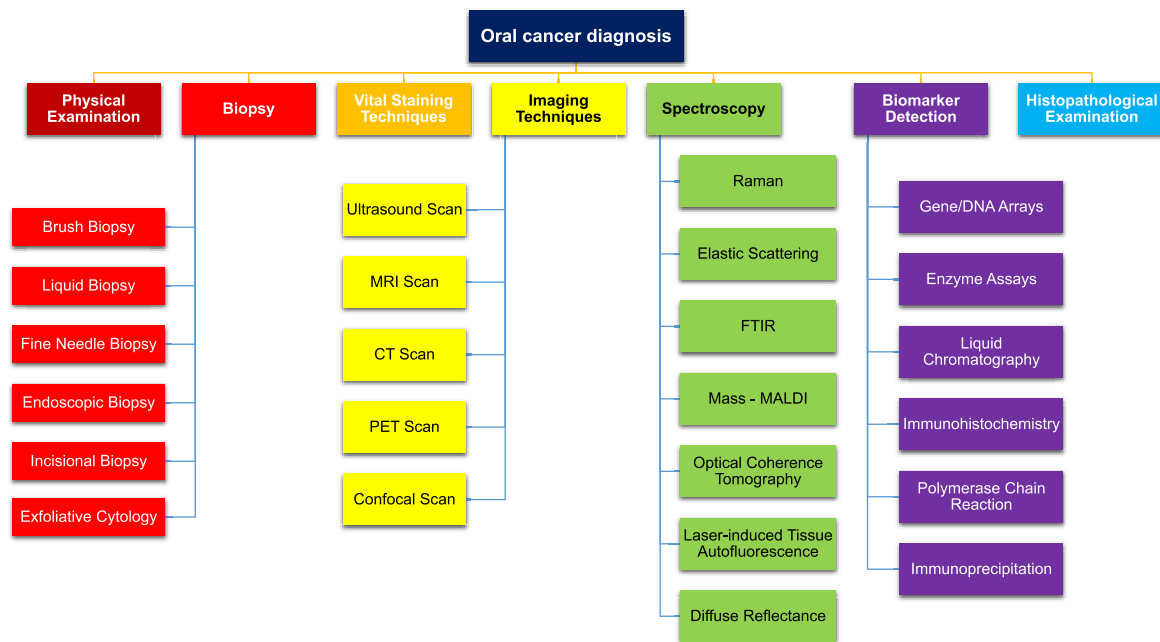 Oral cancer diagnosis
Physical
Examination
Biopsy
Vital Staining
Techniques
Imaging
Techniques
Spectroscopy
Biomarker
Detection
Histopathological
Examination
Brush Biopsy
Liquid Biopsy
Fine Needle Biopsy
Endoscopic Biopsy
Incisional Biopsy
Exfoliative Cytology
Ultrasound Scan
MRI Scan
CT Scan
PET Scan
Confocal Scan
Raman
Elastic Scattering
FTIR
Mass - MALDI
Optical Coherence
Tomography
Laser-induced Tissue
Autofluorescence
Diffuse Reflectance
Gene/DNA Arrays
Enzyme Assays
Liquid
Chromatography
Immunohistochemistry
Polymerase Chain
Reaction
Immunoprecipitation